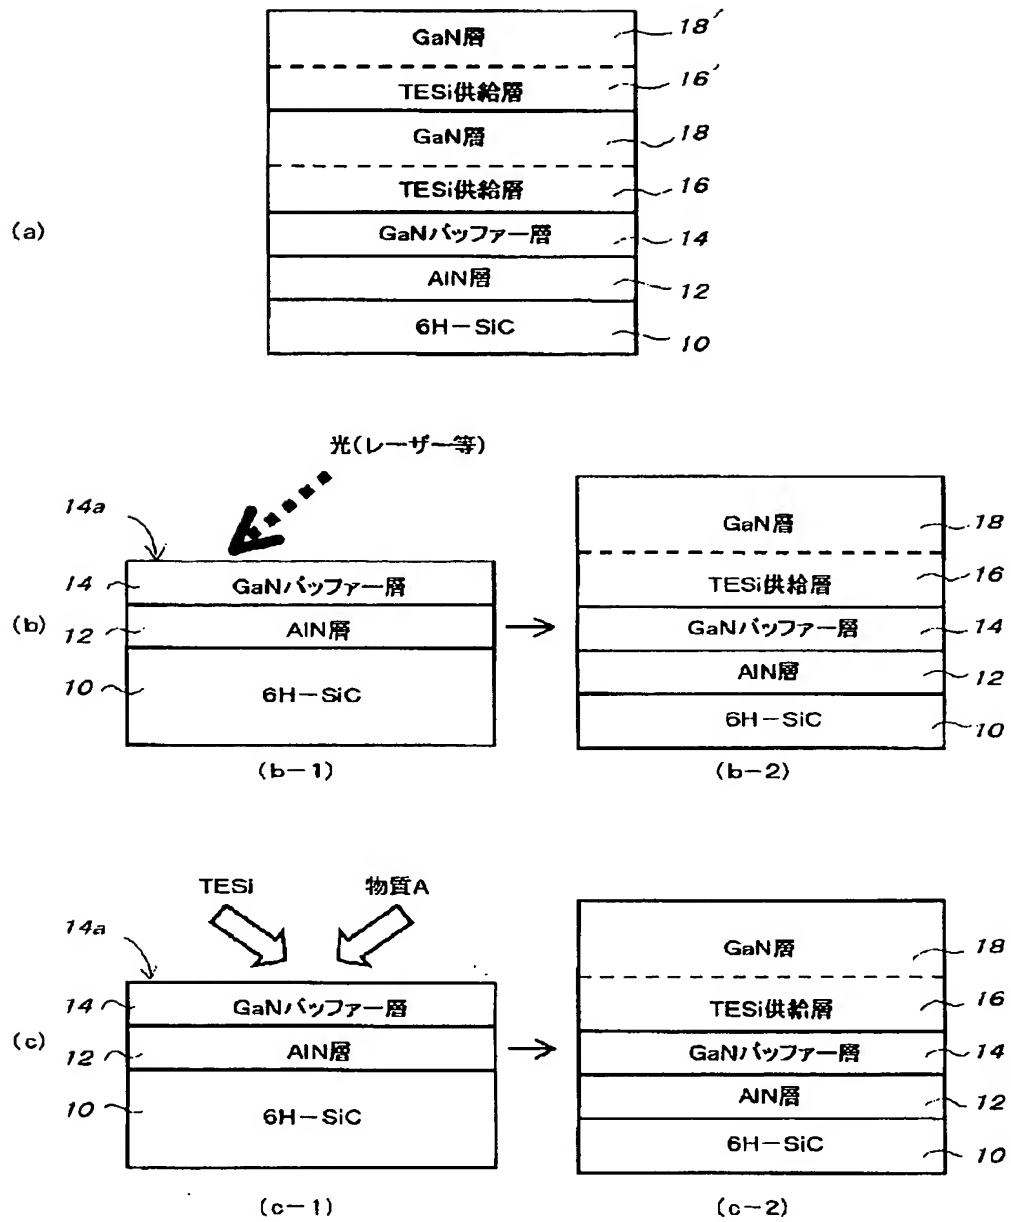 GaN層 18′
TESi供給層 16′
GaN層 18
TESi供給層 16
(a)
GaNバッファー層 14
AlN層 12
6H－SiC 10
光(レーザー等)
14a
14 GaNバッファー層
(b)
12 AlN層
10 6H－SiC
(b－1)
GaN層 18
TESi供給層 16
GaNバッファー層 14
AlN層 12
6H－SiC 10
(b－2)
TESi 物質A
14a
14 GaNバッファー層
(c)
12 AlN層
10 6H－SiC
(c－1)
GaN層 18
TESi供給層 16
GaNバッファー層 14
AlN層 12
6H－SiC 10
(c－2)